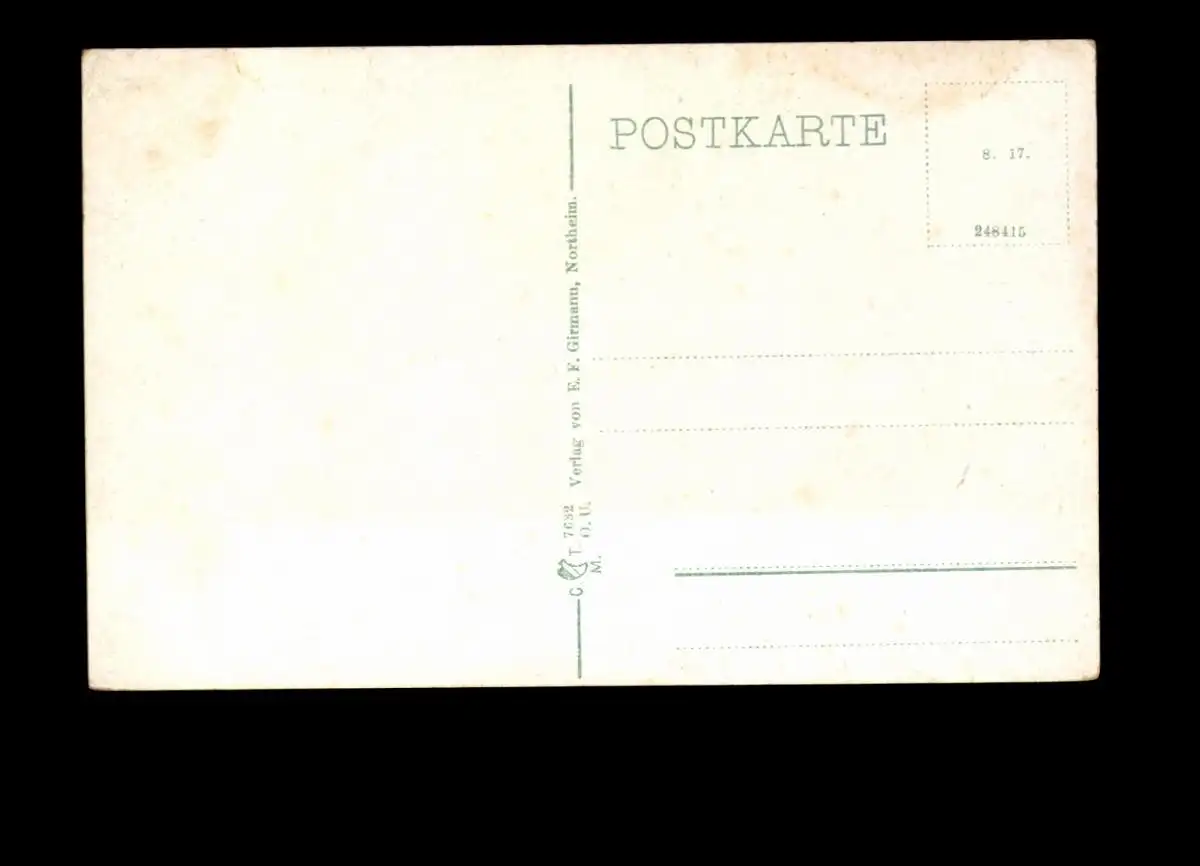 POSTKARTE
8. 17.
248415
Verlag von E. F. Girmann, Northeim.
C. T. 7632
M. O. U.